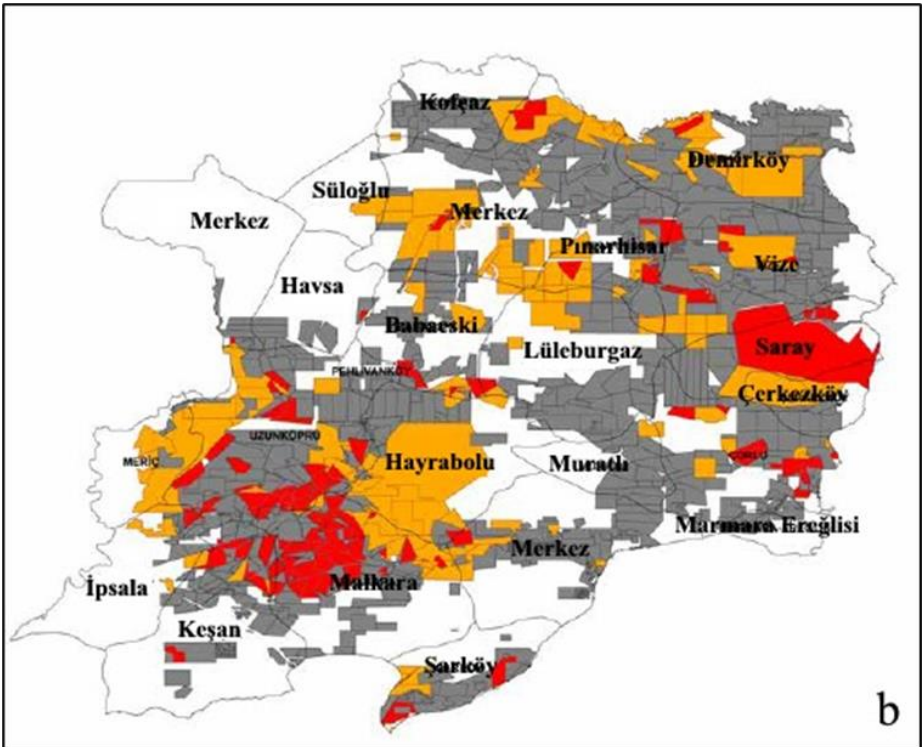 Kofçaz
Demirköy
Süloğlu
Merkez
Merkez
Pınarhisar
Vize
Havsa
Babaeski
Lüleburgaz
Saray
PEHLİVANKÖY
Çerkezköy
UZUNKÖPRÜ
MERİÇ
Hayrabolu
Muratlı
ÇORLU
Marmara Ereğlisi
Merkez
İpsala
Malkara
Keşan
Şarköy
b